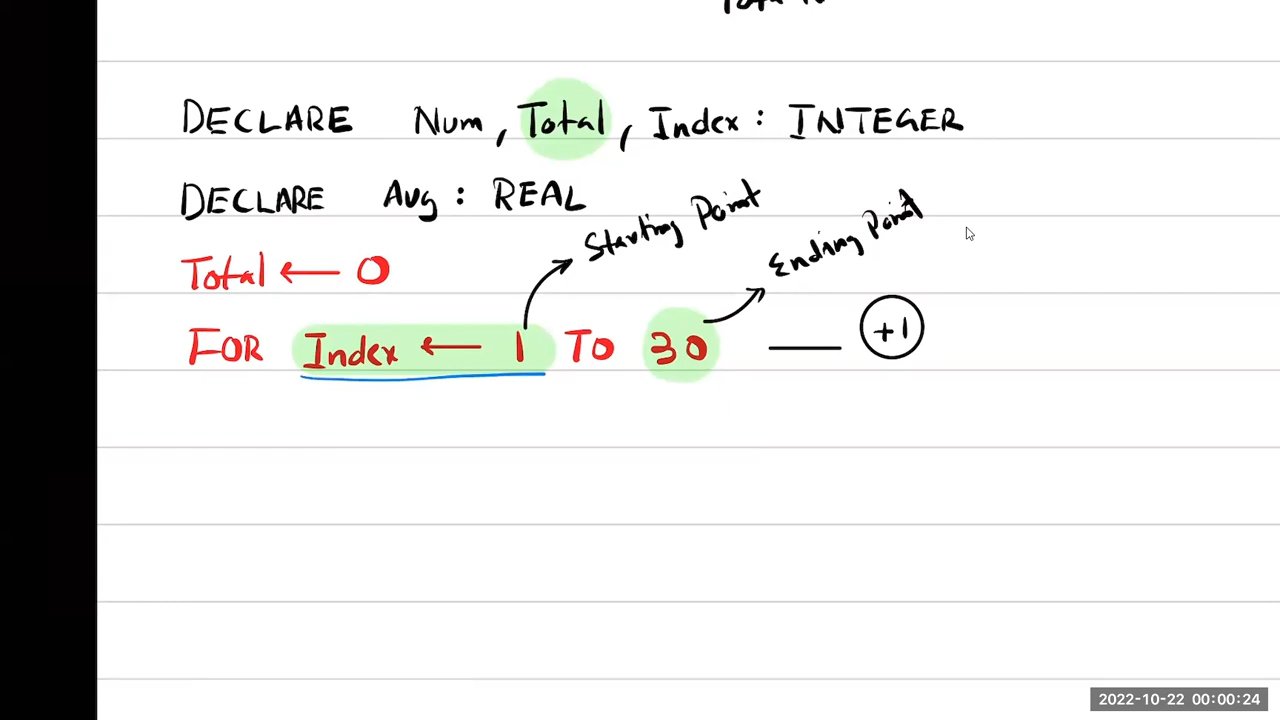 DECLARE Num, Total, Index : INTEGER
DECLARE Avg : REAL
Starting Point
Ending Point
Total ← 0
FOR Index ← 1 TO 30 — +1
2022-10-22 00:00:24